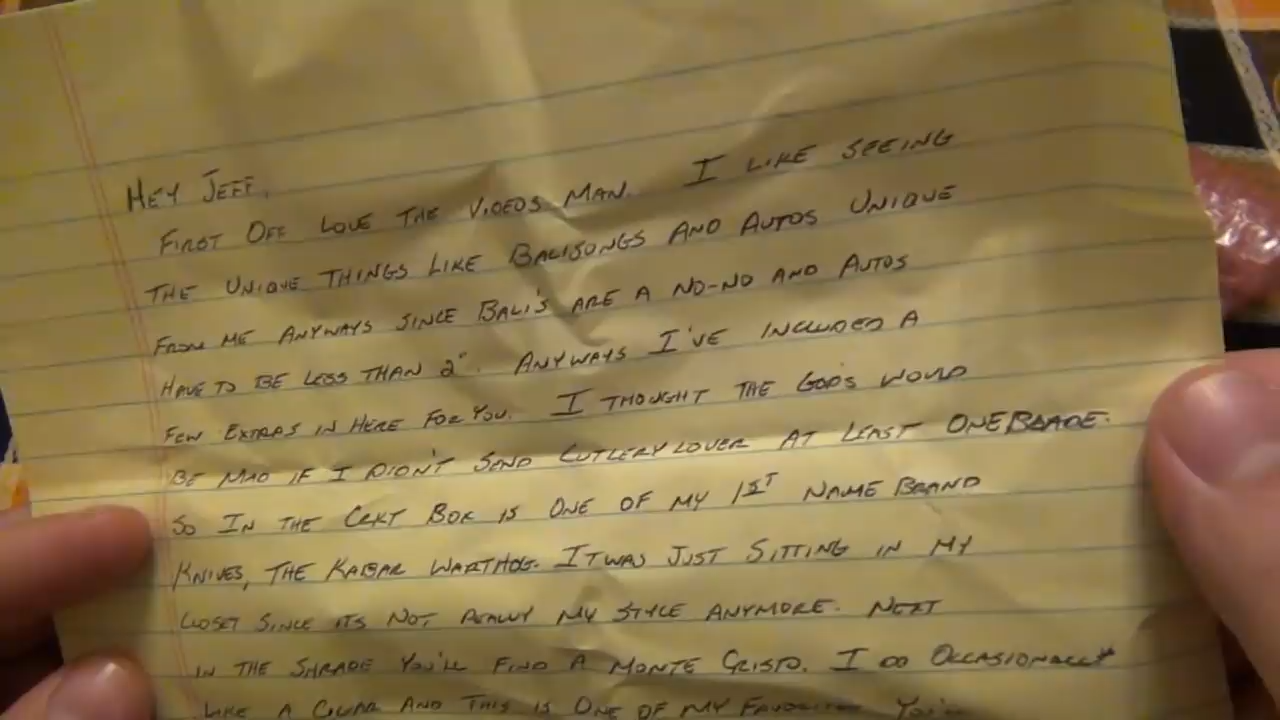 HEY JEFF,
FIRST OFF LOVE THE VIDEOS MAN. I LIKE SEEING
THE UNIQUE THINGS LIKE BALISONGS AND AUTOS UNIQUE
FROM ME ANYWAYS SINCE BALI'S ARE A NO-NO AND AUTOS
HAVE TO BE LESS THAN 2". ANYWAYS I'VE INCLUDED A
FEW EXTRAS IN HERE FOR YOU. I THOUGHT THE GODS WOULD
BE MAD IF I DIDN'T SEND CUTLERYLOVER AT LEAST ONE BLADE.
SO IN THE CRKT BOX IS ONE OF MY 1ST NAME BRAND
KNIVES, THE KABAR WARTHOG. IT WAS JUST SITTING IN MY
CLOSET SINCE ITS NOT REALLY MY STYLE ANYMORE. NEXT
IN THE SHRADE YOU'LL FIND A MONTE CRISTO. I DO OCCASIONALLY
LIKE A CIGAR AND THIS IS ONE OF MY FAVORITES